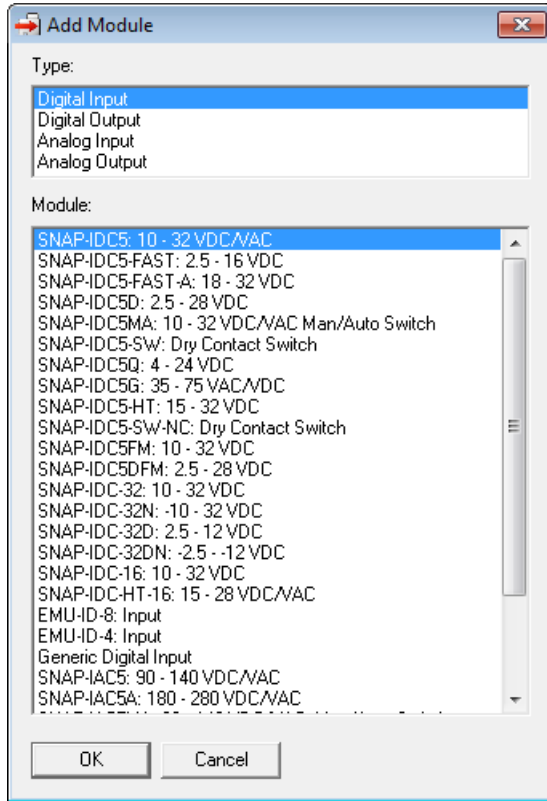 Add Module
Type:
Digital Input
Digital Output
Analog Input
Analog Output
Module:
SNAP-IDC5: 10 - 32 VDC/VAC
SNAP-IDC5-FAST: 2.5 - 16 VDC
SNAP-IDC5-FAST-A: 18 - 32 VDC
SNAP-IDC5D: 2.5 - 28 VDC
SNAP-IDC5MA: 10 - 32 VDC/VAC Man/Auto Switch
SNAP-IDC5-SW: Dry Contact Switch
SNAP-IDC5Q: 4 - 24 VDC
SNAP-IDC5G: 35 - 75 VAC/VDC
SNAP-IDC5-HT: 15 - 32 VDC
SNAP-IDC5-SW-NC: Dry Contact Switch
SNAP-IDC5FM: 10 - 32 VDC
SNAP-IDC5DFM: 2.5 - 28 VDC
SNAP-IDC-32: 10 - 32 VDC
SNAP-IDC-32N: -10 - 32 VDC
SNAP-IDC-32D: 2.5 - 12 VDC
SNAP-IDC-32DN: -2.5 - -12 VDC
SNAP-IDC-16: 10 - 32 VDC
SNAP-IDC-HT-16: 15 - 28 VDC/VAC
EMU-ID-8: Input
EMU-ID-4: Input
Generic Digital Input
SNAP-IAC5: 90 - 140 VDC/VAC
SNAP-IAC5A: 180 - 280 VDC/VAC
OK
Cancel